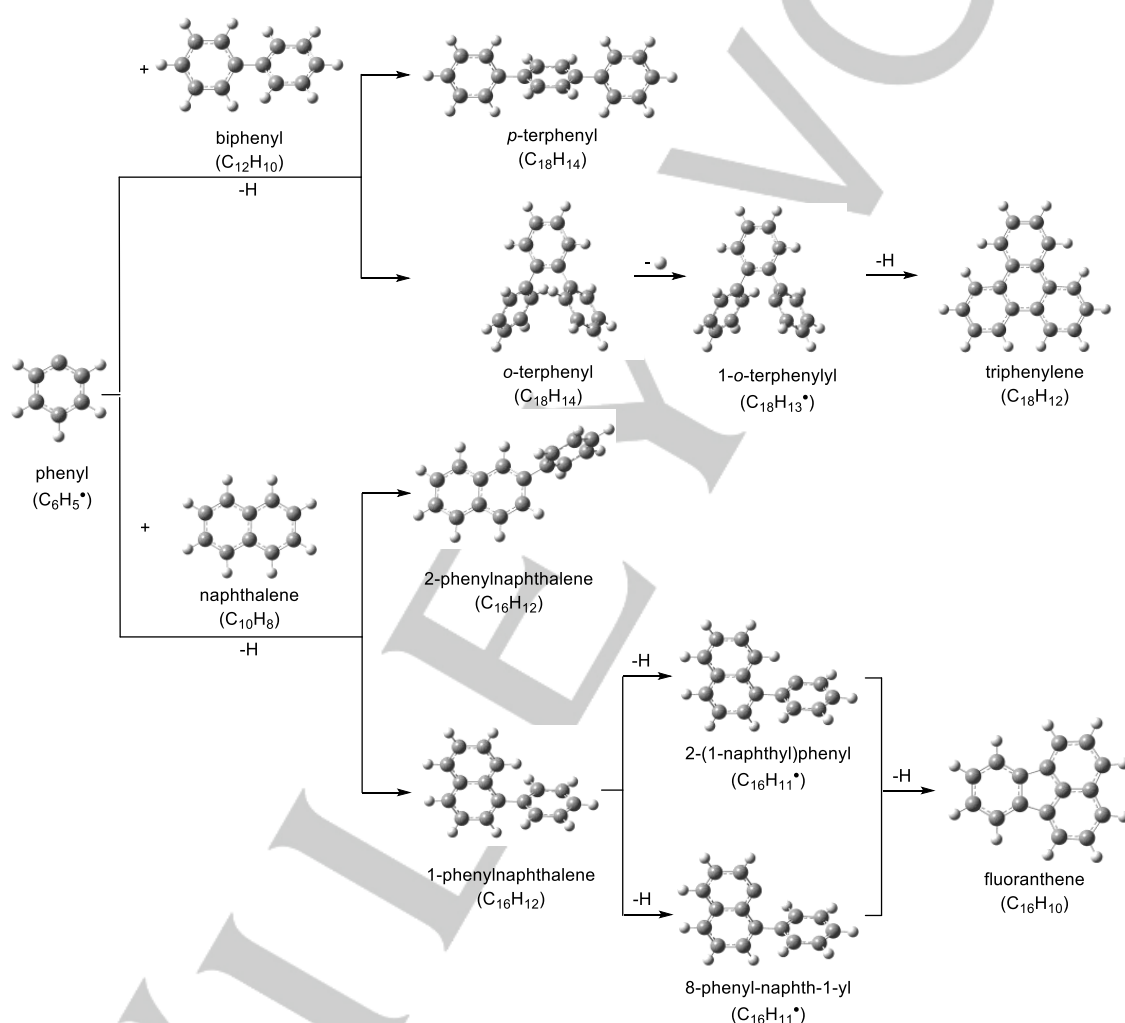 +
biphenyl
(C₁₂H₁₀)
-H
p-terphenyl
(C₁₈H₁₄)
-
-H
o-terphenyl
(C₁₈H₁₄)
1-o-terphenylyl
(C₁₈H₁₃•)
triphenylene
(C₁₈H₁₂)
phenyl
(C₆H₅•)
+
naphthalene
(C₁₀H₈)
-H
2-phenylnaphthalene
(C₁₆H₁₂)
-H
2-(1-naphthyl)phenyl
(C₁₆H₁₁•)
-H
1-phenylnaphthalene
(C₁₆H₁₂)
-H
8-phenyl-naphth-1-yl
(C₁₆H₁₁•)
fluoranthene
(C₁₆H₁₀)